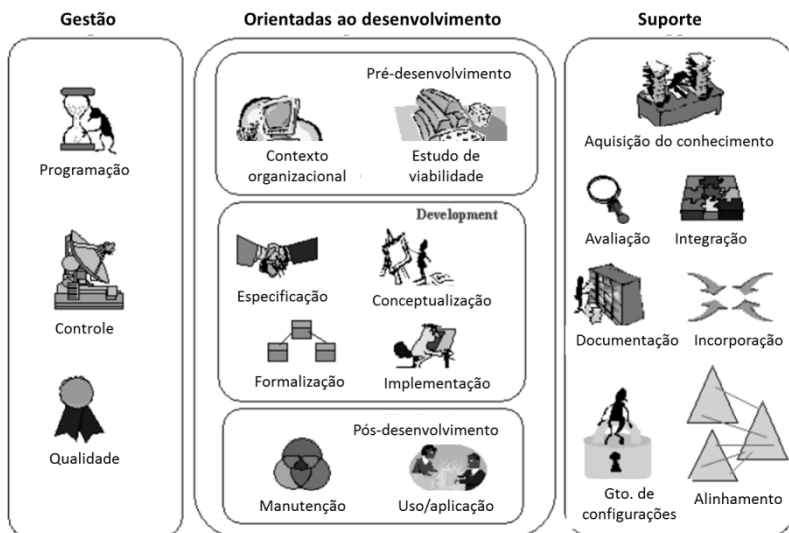 Gestão
Orientadas ao desenvolvimento
Suporte
Programação
Controle
Qualidade
Pré-desenvolvimento
Contexto
organizacional
Estudo de
viabilidade
Development
Especificação
Conceptualização
Formalização
Implementação
Pós-desenvolvimento
Manutenção
Uso/aplicação
Aquisição do conhecimento
Avaliação
Integração
Documentação
Incorporação
Gto. de
configurações
Alinhamento